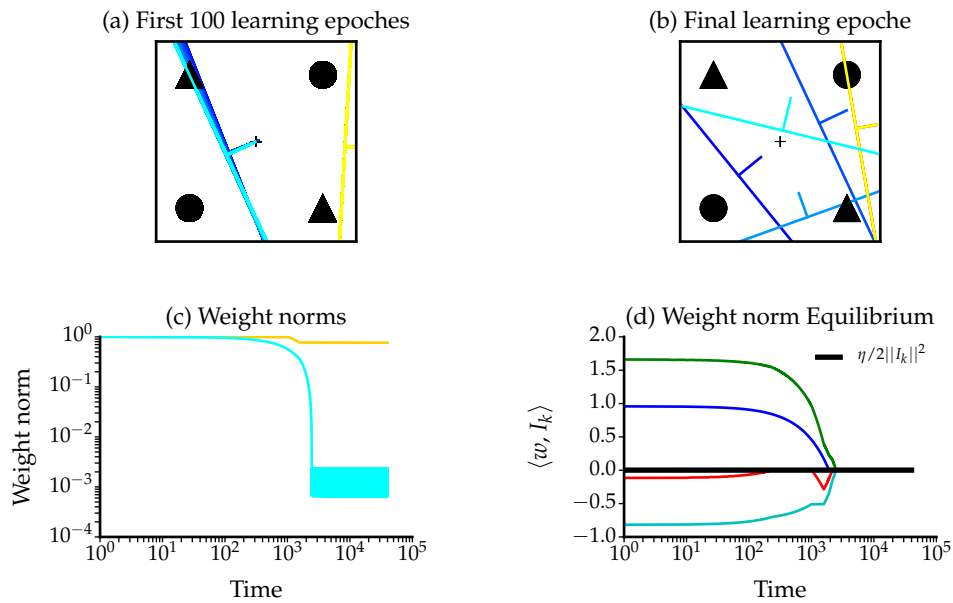 (a) First 100 learning epoches
(b) Final learning epoche
(c) Weight norms
10^0
10^{-1}
10^{-2}
10^{-3}
10^{-4}
Weight norm
10^0 10^1 10^2 10^3 10^4 10^5
Time
(d) Weight norm Equilibrium
2.0
1.5
1.0
0.5
0.0
−0.5
−1.0
⟨w, I_k⟩
η/2||I_k||^2
10^0 10^1 10^2 10^3 10^4 10^5
Time